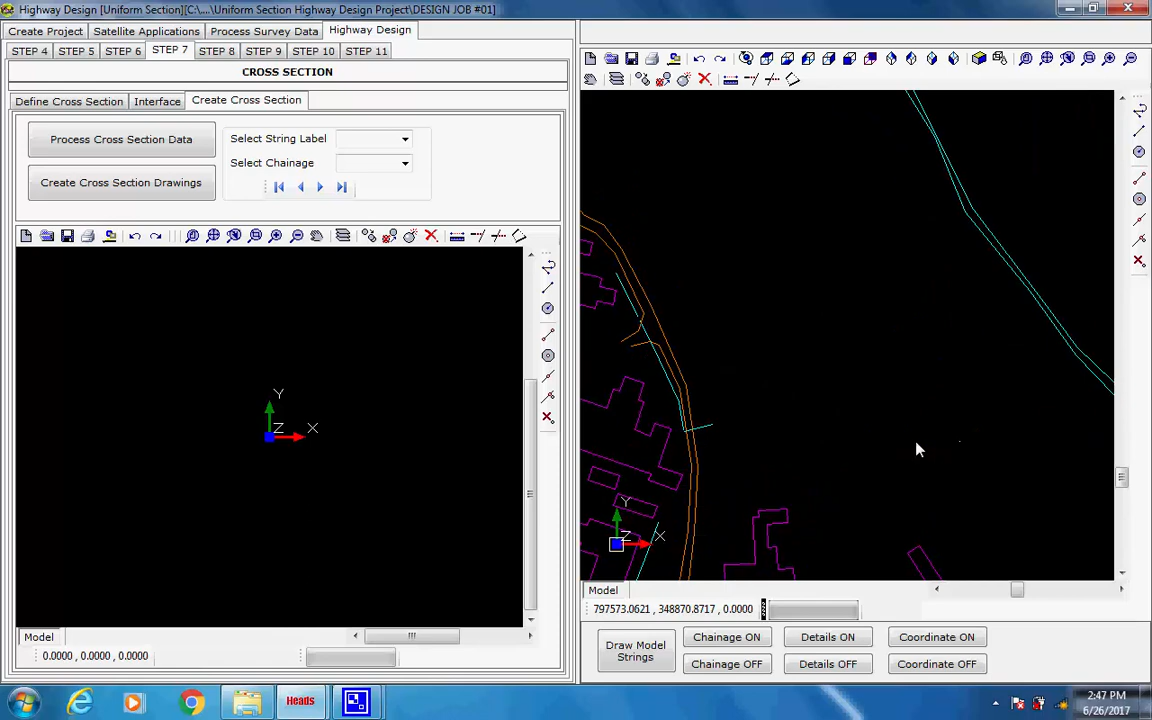 Highway Design [Uniform Section][C:\...\Uniform Section Highway Design Project\DESIGN JOB #01]
Create Project
Satellite Applications
Process Survey Data
Highway Design
STEP 4
STEP 5
STEP 6
STEP 7
STEP 8
STEP 9
STEP 10
STEP 11
CROSS SECTION
Define Cross Section
Interface
Create Cross Section
Process Cross Section Data
Create Cross Section Drawings
Select String Label
Select Chainage
Y
Z
X
Model
0.0000 , 0.0000 , 0.0000
Y
Z
X
Model
797573.0621 , 348870.8717, 0.0000
Draw Model
Strings
Chainage ON
Details ON
Coordinate ON
Chainage OFF
Details OFF
Coordinate OFF
Heads
2:47 PM
6/26/2017